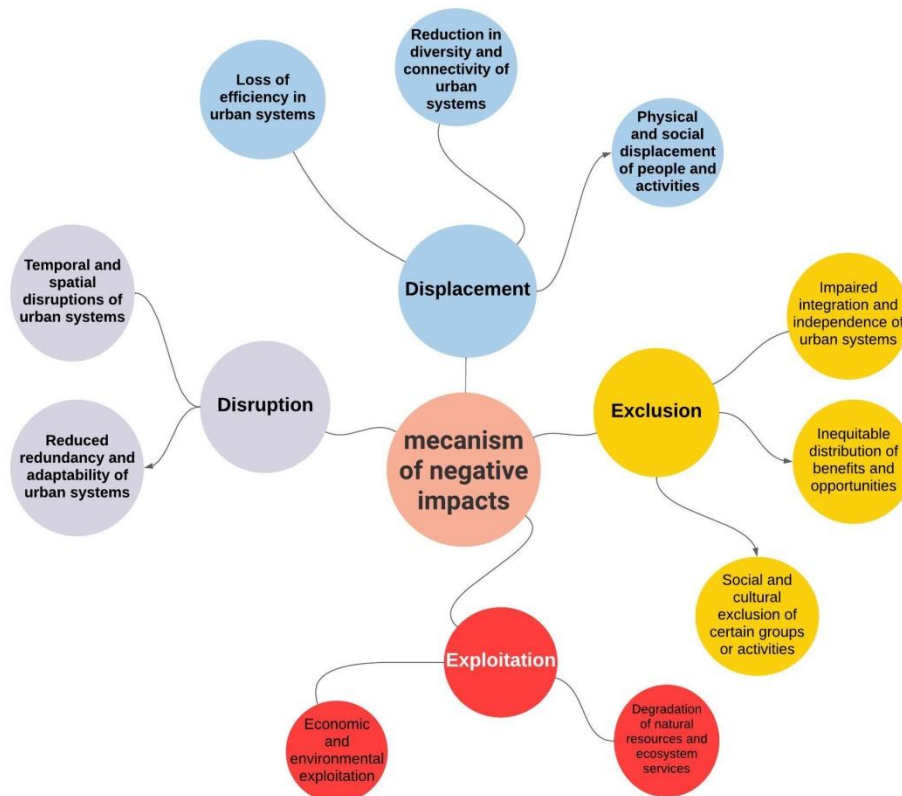 Reduction in
diversity and
connectivity of
urban
systems
Loss of
efficiency in
urban systems
Physical
and social
displacement
of people and
activities
Displacement
Temporal and
spatial
disruptions of
urban systems
Disruption
Reduced
redundancy and
adaptability of
urban systems
mecanism
of negative
impacts
Exclusion
Impaired
integration and
independence of
urban systems
Inequitable
distribution of
benefits and
opportunities
Social and
cultural
exclusion of
certain groups
or activities
Exploitation
Economic
and
environmental
exploitation
Degradation
of natural
resources and
ecosystem
services